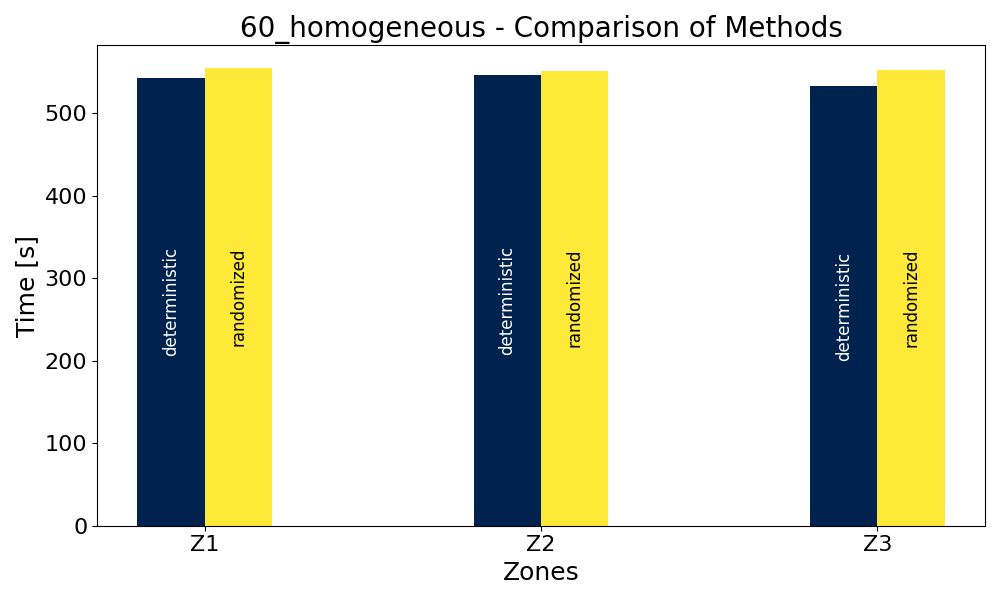 60_homogeneous - Comparison of Methods
Time [s]
500
400
300
200
100
0
deterministic
randomized
deterministic
randomized
deterministic
randomized
Z1
Z2
Z3
Zones